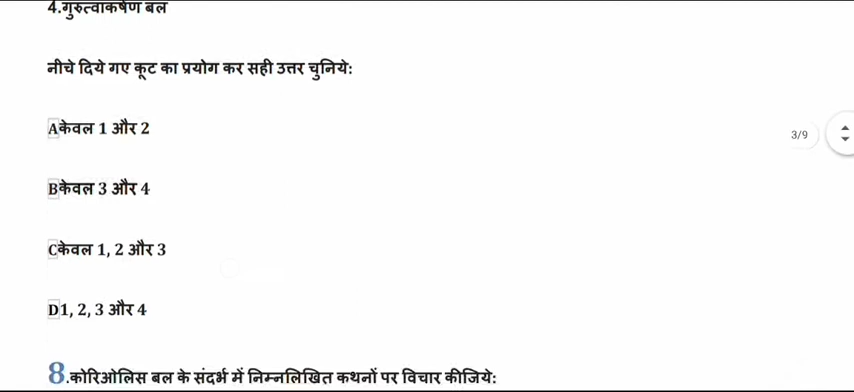 4.गुरुत्वाकर्षण बल
नीचे दिये गए कूट का प्रयोग कर सही उत्तर चुनिये:
Aकेवल 1 और 2
3/9
Bकेवल 3 और 4
Cकेवल 1, 2 और 3
D1, 2, 3 और 4
8.कोरिओलिस बल के संदर्भ में निम्नलिखित कथनों पर विचार कीजिये: